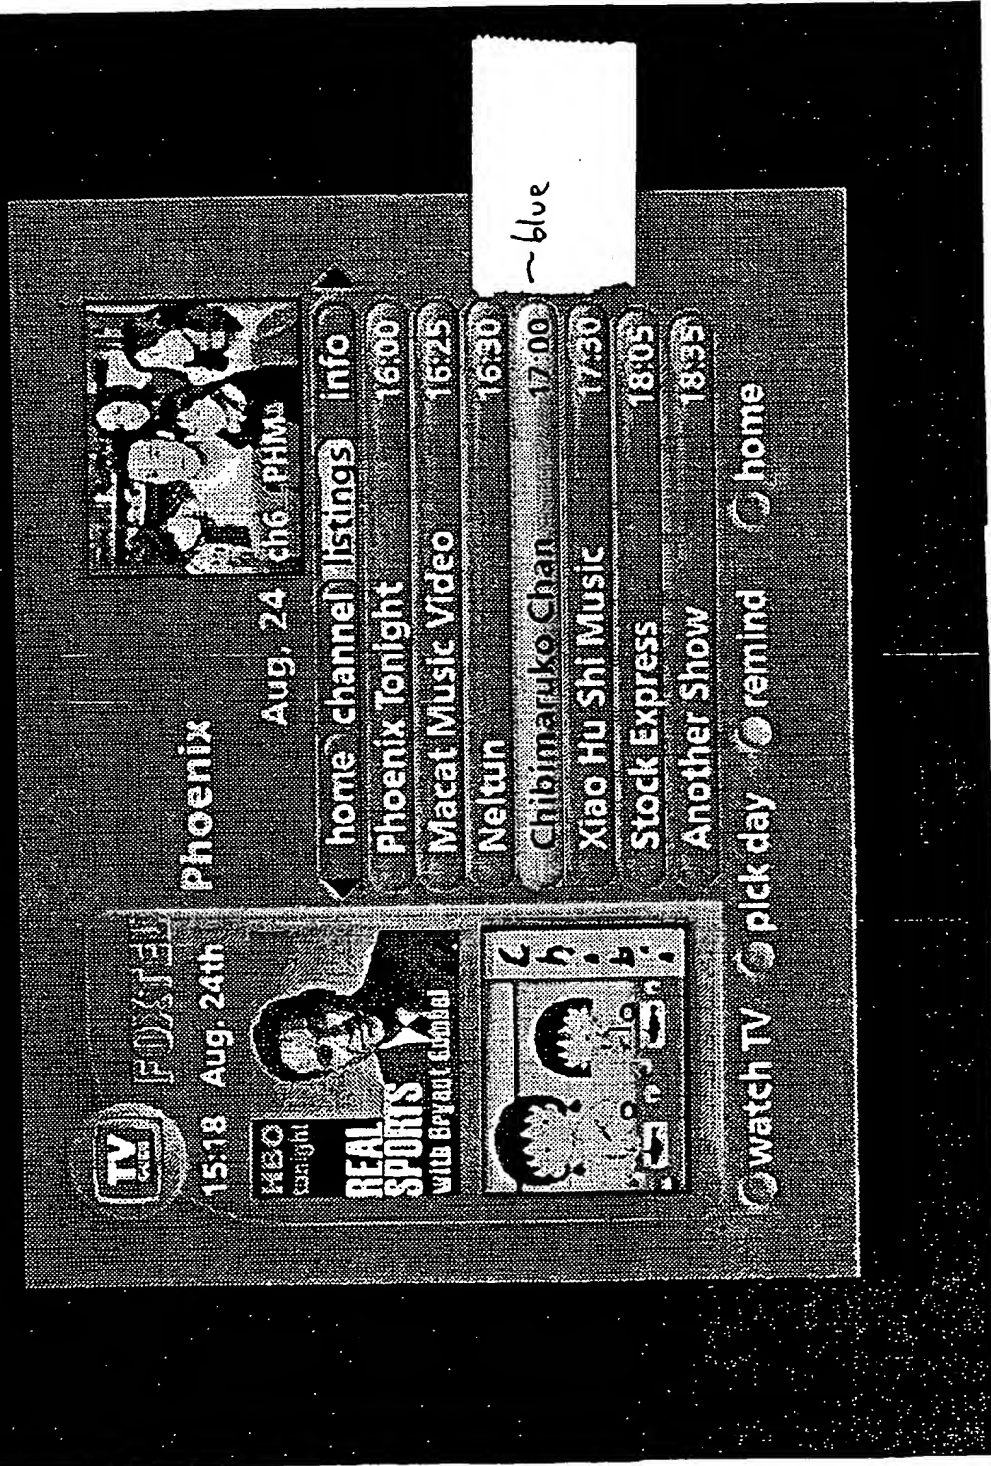 TV
GUIDE
FOXTEL
15:18 Aug. 24th
HBO
tonight
REAL
SPORTS
with Bryant Gumbel
Chibi
Phoenix
Aug, 24
ch6 PHMu
home channel listings info
Phoenix Tonight 16:00
Macat Music Video 16:25
Neltun 16:30
Chibimaruko Chan 17:00
Xiao Hu Shi Music 17:30
Stock Express 18:05
Another Show 18:35
watch TV pick day remind home
~ blue